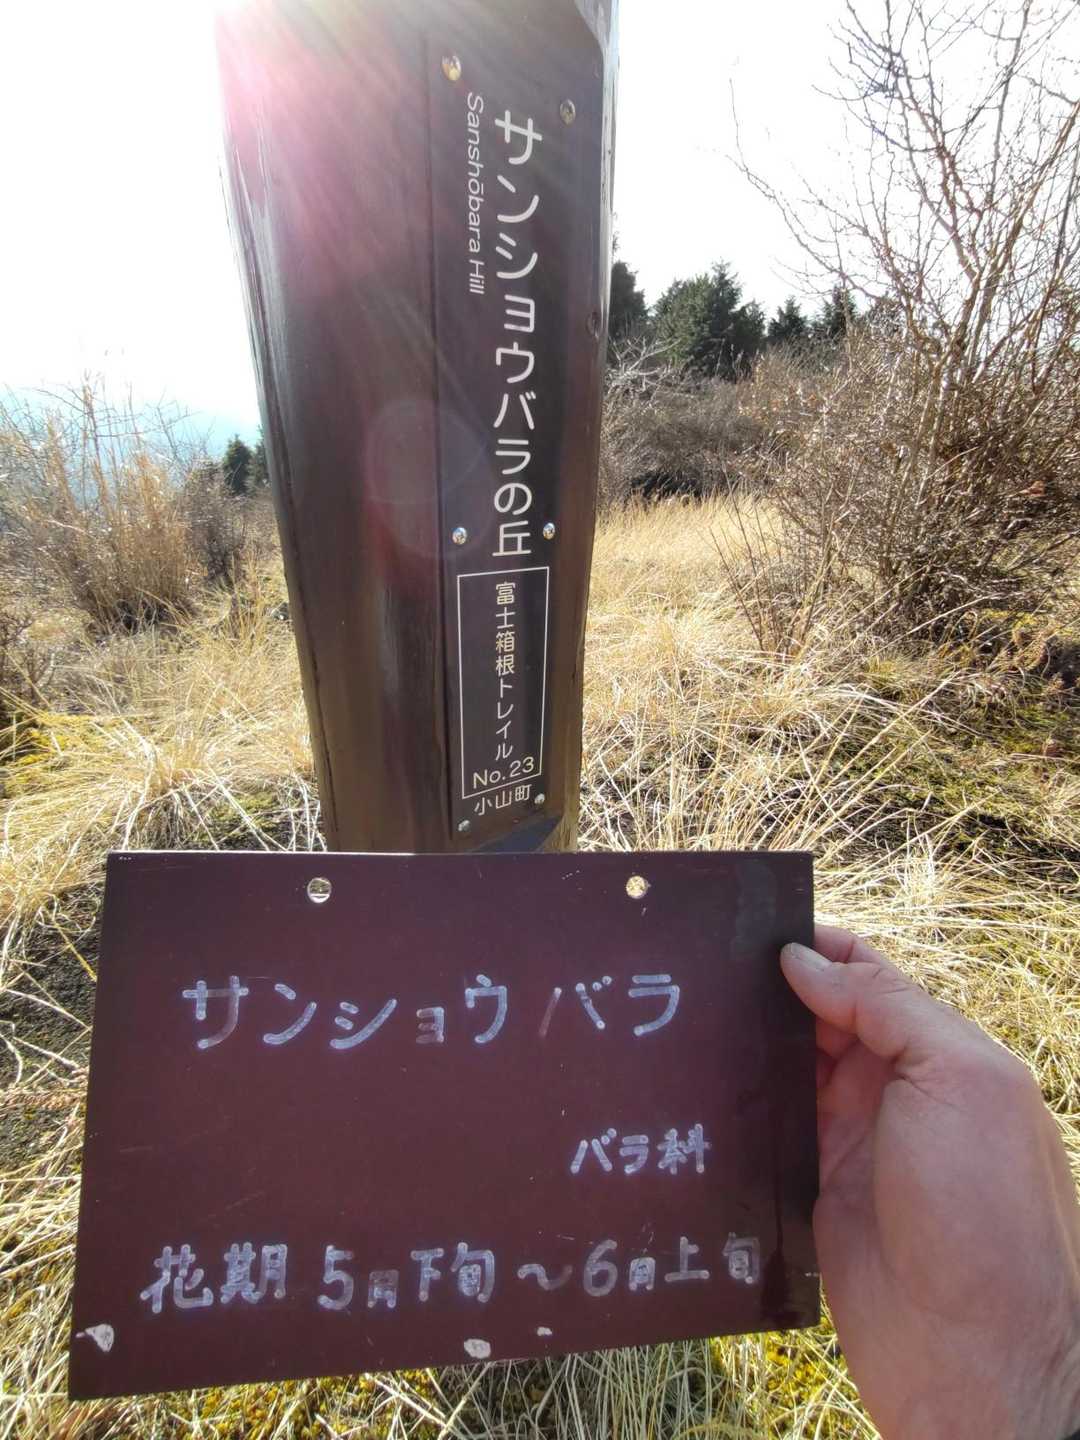 サンショウバラの丘
Sanshōbara Hill
富士箱根トレイル
No.23
小山町
サンショウバラ
バラ科
花期 5月下旬～6月上旬